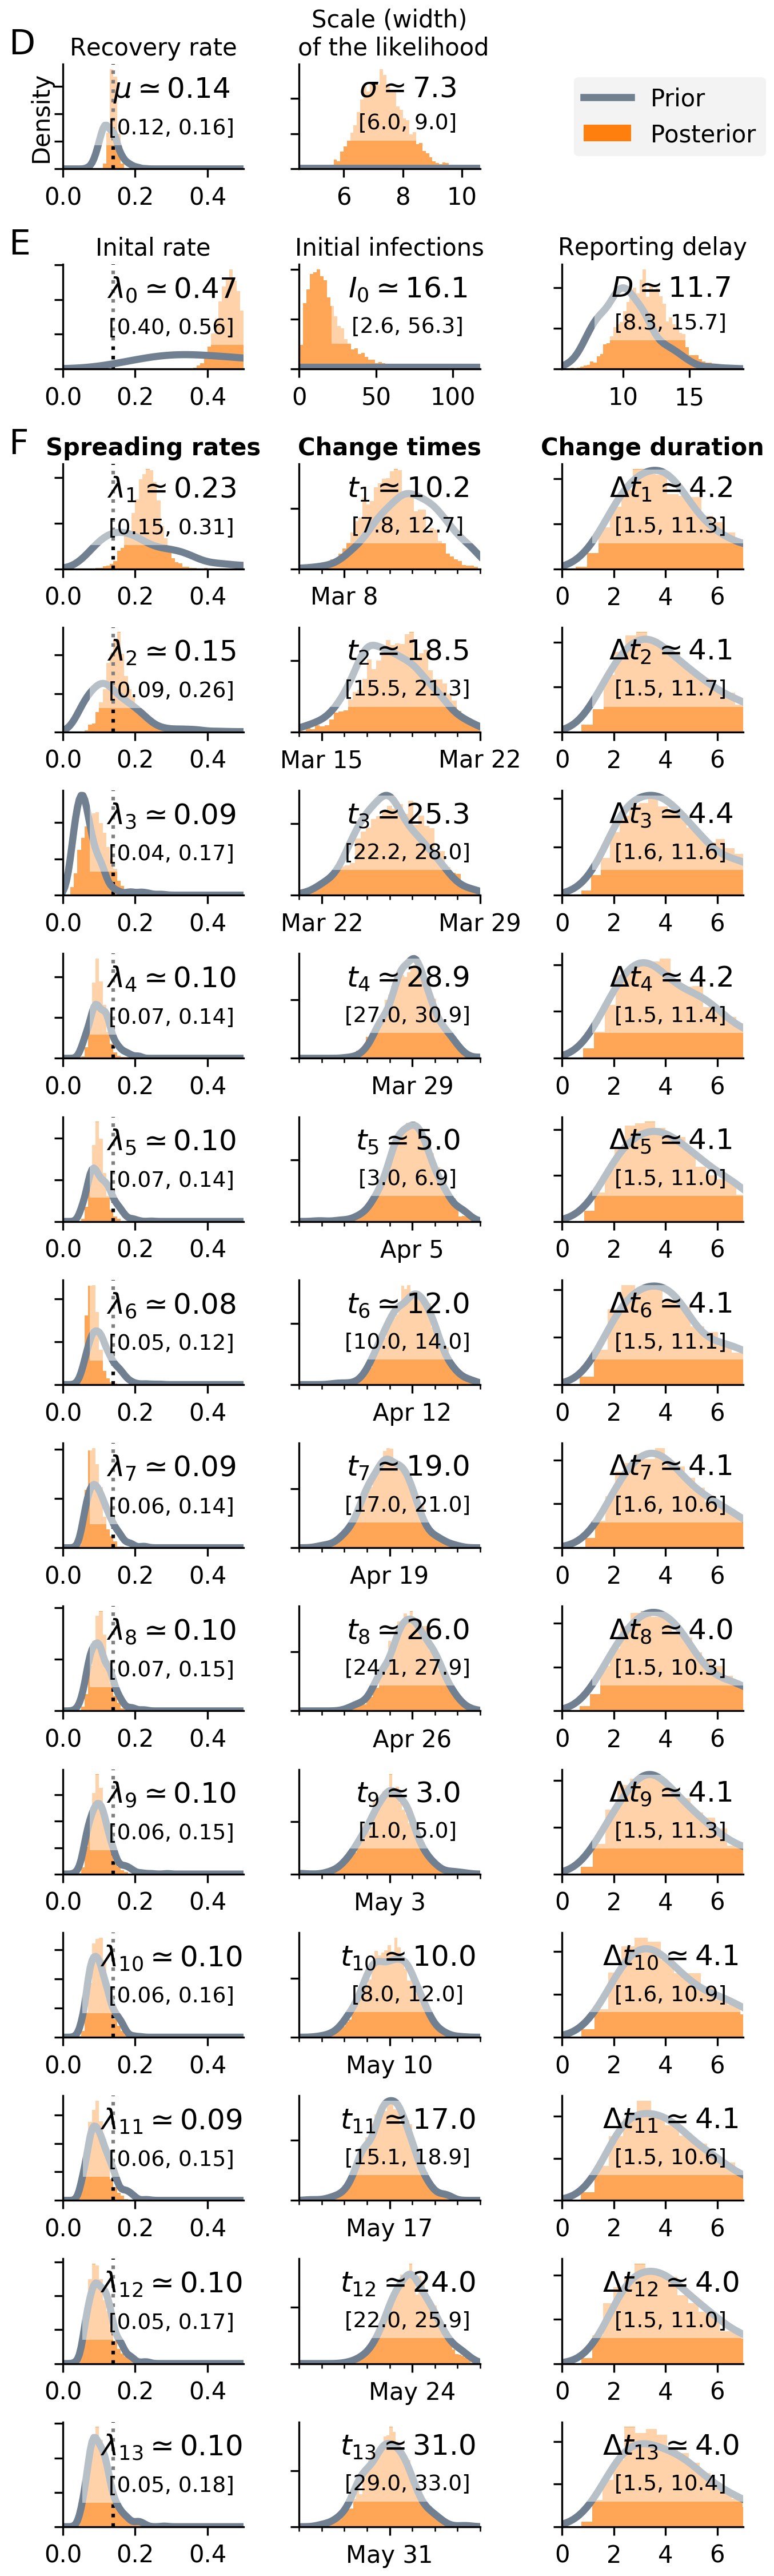 D
Recovery rate
Scale (width)
of the likelihood
Density
μ ≃ 0.14
[0.12, 0.16]
0.0 0.2 0.4
σ ≃ 7.3
[6.0, 9.0]
6 8 10
Prior
Posterior
E
Inital rate
λ0 ≃ 0.47
[0.40, 0.56]
0.0 0.2 0.4
Initial infections
I0 ≃ 16.1
[2.6, 56.3]
0 50 100
Reporting delay
D ≃ 11.7
[8.3, 15.7]
10 15
F
Spreading rates
Change times
Change duration
λ1 ≃ 0.23
[0.15, 0.31]
0.0 0.2 0.4
t1 ≃ 10.2
[7.8, 12.7]
Mar 8
Δt1 ≃ 4.2
[1.5, 11.3]
0 2 4 6
λ2 ≃ 0.15
[0.09, 0.26]
0.0 0.2 0.4
t2 ≃ 18.5
[15.5, 21.3]
Mar 15 Mar 22
Δt2 ≃ 4.1
[1.5, 11.7]
0 2 4 6
λ3 ≃ 0.09
[0.04, 0.17]
0.0 0.2 0.4
t3 ≃ 25.3
[22.2, 28.0]
Mar 22 Mar 29
Δt3 ≃ 4.4
[1.6, 11.6]
0 2 4 6
λ4 ≃ 0.10
[0.07, 0.14]
0.0 0.2 0.4
t4 ≃ 28.9
[27.0, 30.9]
Mar 29
Δt4 ≃ 4.2
[1.5, 11.4]
0 2 4 6
λ5 ≃ 0.10
[0.07, 0.14]
0.0 0.2 0.4
t5 ≃ 5.0
[3.0, 6.9]
Apr 5
Δt5 ≃ 4.1
[1.5, 11.0]
0 2 4 6
λ6 ≃ 0.08
[0.05, 0.12]
0.0 0.2 0.4
t6 ≃ 12.0
[10.0, 14.0]
Apr 12
Δt6 ≃ 4.1
[1.5, 11.1]
0 2 4 6
λ7 ≃ 0.09
[0.06, 0.14]
0.0 0.2 0.4
t7 ≃ 19.0
[17.0, 21.0]
Apr 19
Δt7 ≃ 4.1
[1.6, 10.6]
0 2 4 6
λ8 ≃ 0.10
[0.07, 0.15]
0.0 0.2 0.4
t8 ≃ 26.0
[24.1, 27.9]
Apr 26
Δt8 ≃ 4.0
[1.5, 10.3]
0 2 4 6
λ9 ≃ 0.10
[0.06, 0.15]
0.0 0.2 0.4
t9 ≃ 3.0
[1.0, 5.0]
May 3
Δt9 ≃ 4.1
[1.5, 11.3]
0 2 4 6
λ10 ≃ 0.10
[0.06, 0.16]
0.0 0.2 0.4
t10 ≃ 10.0
[8.0, 12.0]
May 10
Δt10 ≃ 4.1
[1.6, 10.9]
0 2 4 6
λ11 ≃ 0.09
[0.06, 0.15]
0.0 0.2 0.4
t11 ≃ 17.0
[15.1, 18.9]
May 17
Δt11 ≃ 4.1
[1.5, 10.6]
0 2 4 6
λ12 ≃ 0.10
[0.05, 0.17]
0.0 0.2 0.4
t12 ≃ 24.0
[22.0, 25.9]
May 24
Δt12 ≃ 4.0
[1.5, 11.0]
0 2 4 6
λ13 ≃ 0.10
[0.05, 0.18]
0.0 0.2 0.4
t13 ≃ 31.0
[29.0, 33.0]
May 31
Δt13 ≃ 4.0
[1.5, 10.4]
0 2 4 6